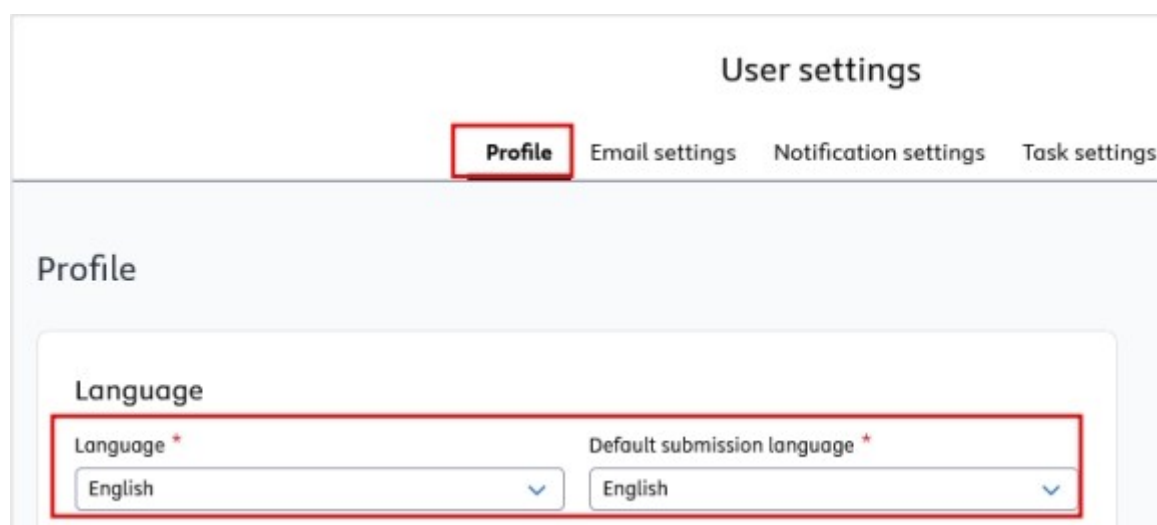 User settings
Profile Email settings Notification settings Task settings
Profile
Language
Language * Default submission language *
English English